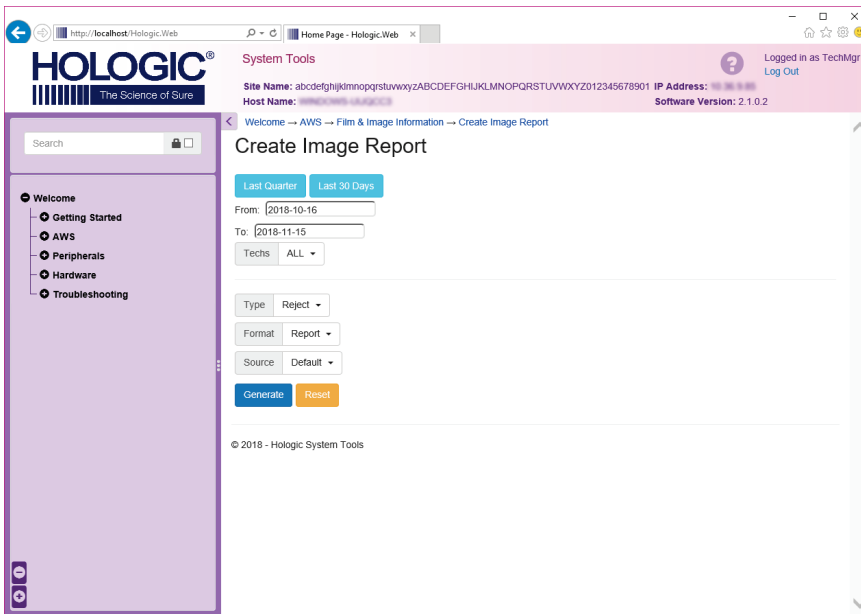 http://localhost/Hologic.Web
Home Page - Hologic.Web
HOLOGIC®
The Science of Sure
System Tools
Logged in as TechMgr
Log Out
Site Name: abcdefghijklmnopqrstuvwxyzABCDEFGHIJKLMNOPQRSTUVWXYZ012345678901 IP Address:
Host Name:
Software Version: 2.1.0.2
Welcome → AWS → Film & Image Information → Create Image Report
Search
Create Image Report
Last Quarter Last 30 Days
From: 2018-10-16
To: 2018-11-15
Techs ALL
Welcome
Getting Started
AWS
Peripherals
Hardware
Troubleshooting
Type Reject
Format Report
Source Default
Generate Reset
© 2018 - Hologic System Tools